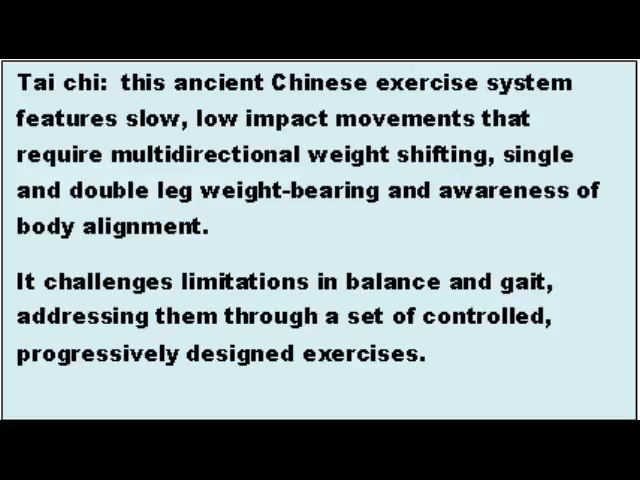 Tai chi:  this ancient Chinese exercise system
features slow, low impact movements that
require multidirectional weight shifting, single
and double leg weight-bearing and awareness of
body alignment.
It challenges limitations in balance and gait,
addressing them through a set of controlled,
progressively designed exercises.